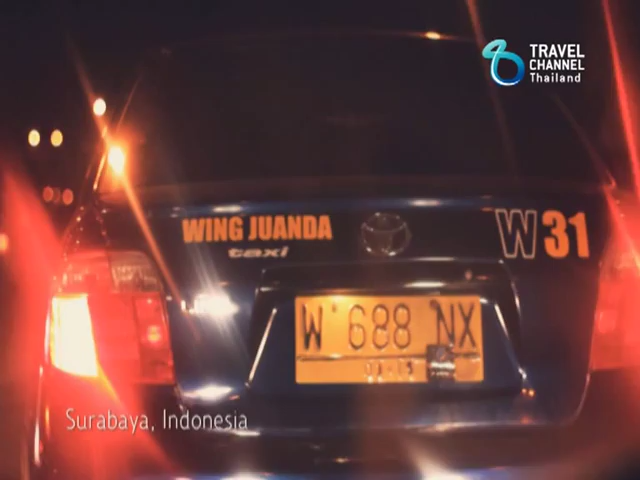 TRAVEL
CHANNEL
Thailand
WING JUANDA
W 31
taxi
W 688 NX
Surabaya, Indonesia